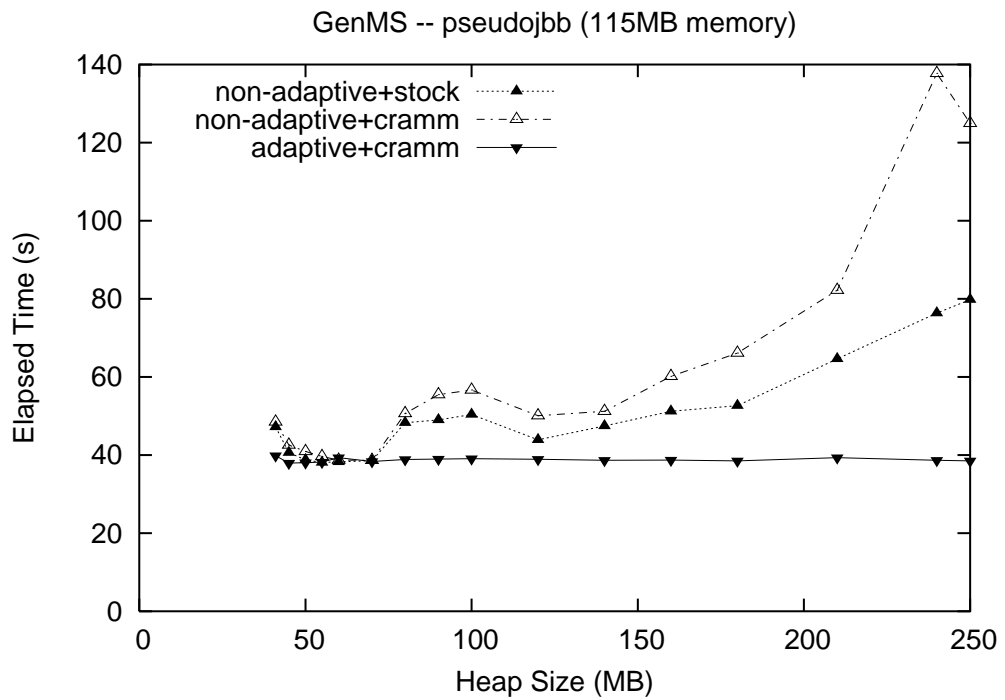 GenMS -- pseudojbb (115MB memory)
140
120
100
80
60
40
20
0
Elapsed Time (s)
non-adaptive+stock
non-adaptive+cramm
adaptive+cramm
0
50
100
150
200
250
Heap Size (MB)